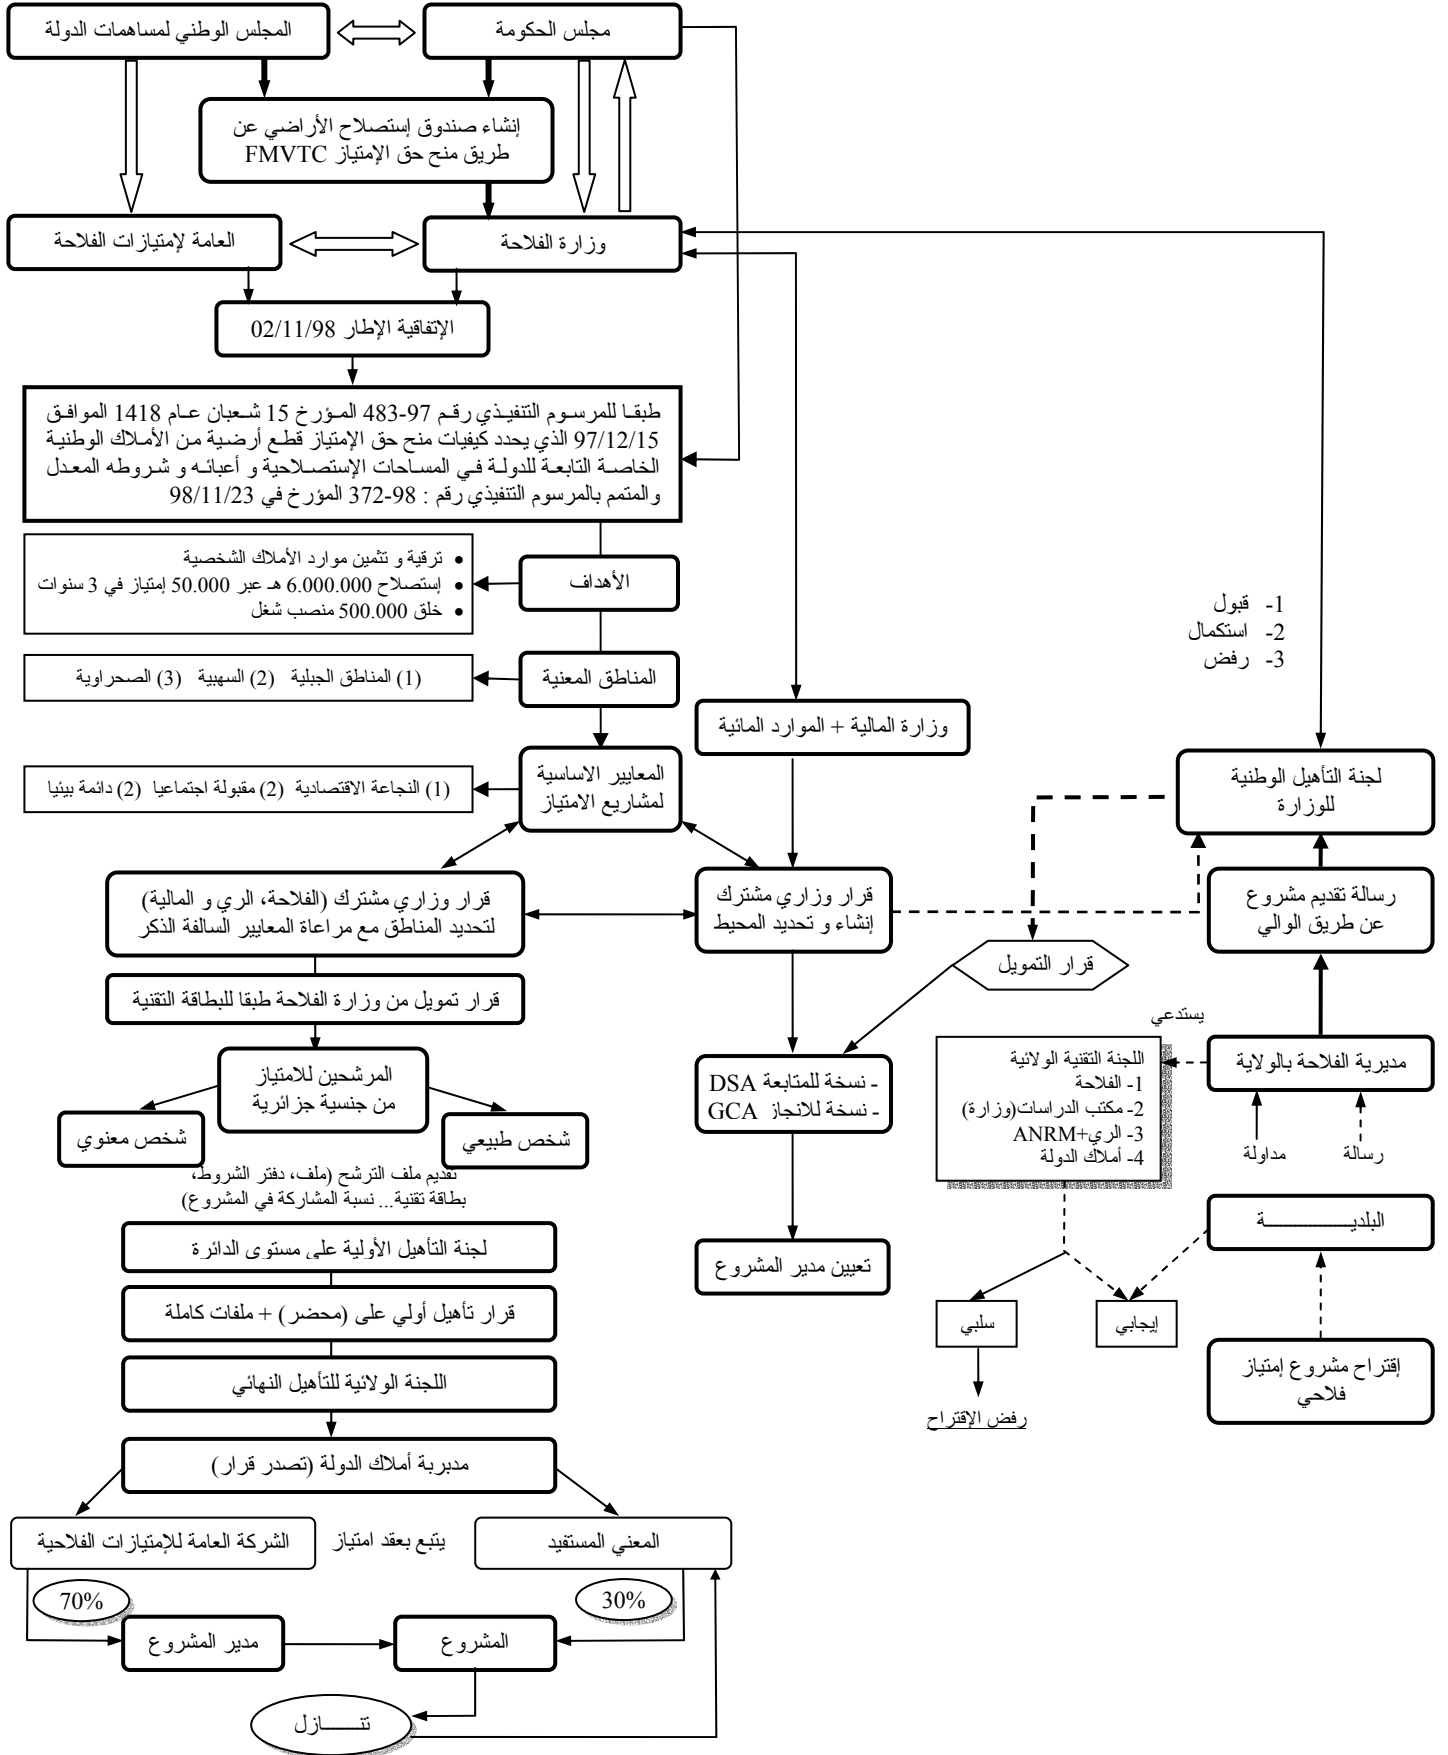 مجلس الحكومة
المجلس الوطني لمساهمات الدولة
إنشاء صندوق إستصلاح الأراضي عن
طريق منح حق الإمتياز FMVTC
وزارة الفلاحة
العامة لإمتيازات الفلاحة
الإتفاقية الإطار 02/11/98
طبقا للمرسوم التنفيذي رقم 97-483 المؤرخ 15 شعبان عام 1418 الموافق
97/12/15 الذي يحدد كيفيات منح حق الإمتياز قطع أرضية من الأملاك الوطنية
الخاصة التابعة للدولة في المساحات الإستصلاحية و أعبائه و شروطه المعدل
والمتمم بالمرسوم التنفيذي رقم : 98-372 المؤرخ في 98/11/23
الأهداف
• ترقية و تثمين موارد الأملاك الشخصية
• إستصلاح 6.000.000 هـ عبر 50.000 إمتياز في 3 سنوات
• خلق 500.000 منصب شغل
1- قبول
2- استكمال
3- رفض
المناطق المعنية
(1) المناطق الجبلية (2) السهبية (3) الصحراوية
وزارة المالية + الموارد المائية
لجنة التأهيل الوطنية
للوزارة
المعايير الاساسية
لمشاريع الامتياز
(1) النجاعة الاقتصادية (2) مقبولة اجتماعيا (2) دائمة بيئيا
رسالة تقديم مشروع
عن طريق الوالي
قرار وزاري مشترك
إنشاء و تحديد المحيط
قرار وزاري مشترك (الفلاحة، الري و المالية)
لتحديد المناطق مع مراعاة المعايير السالفة الذكر
قرار التمويل
قرار تمويل من وزارة الفلاحة طبقا للبطاقة التقنية
يستدعي
مديرية الفلاحة بالولاية
اللجنة التقنية الولائية
1- الفلاحة
2- مكتب الدراسات(وزارة)
3- الري+ANRM
4- أملاك الدولة
- نسخة للمتابعة DSA
- نسخة للانجاز GCA
المرشحين للامتياز
من جنسية جزائرية
شخص طبيعي
شخص معنوي
رسالة
مداولة
تقديم ملف الترشح (ملف، دفتر الشروط،
بطاقة تقنية... نسبة المشاركة في المشروع)
البلديـــــــــــــــة
لجنة التأهيل الأولية على مستوى الدائرة
تعيين مدير المشروع
قرار تأهيل أولي على (محضر) + ملفات كاملة
إيجابي
سلبي
إقتراح مشروع إمتياز
فلاحي
اللجنة الولائية للتأهيل النهائي
رفض الإقتراح
مدبربة أملاك الدولة (تصدر قرار)
المعني المستفيد
يتبع بعقد امتياز
الشركة العامة للإمتيازات الفلاحية
30%
70%
المشروع
مدير المشروع
تنـــــــازل